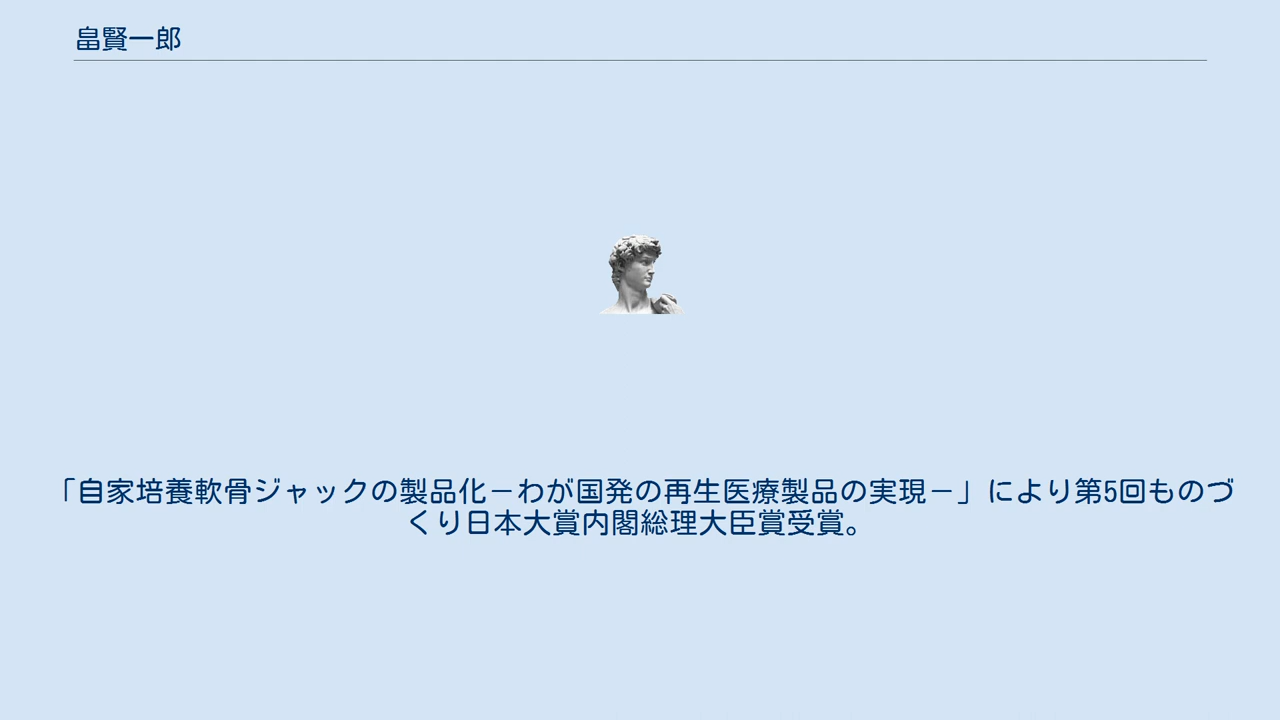 畠賢一郎
「自家培養軟骨ジャックの製品化－わが国発の再生医療製品の実現－」により第5回ものづ
くり日本大賞内閣総理大臣賞受賞。